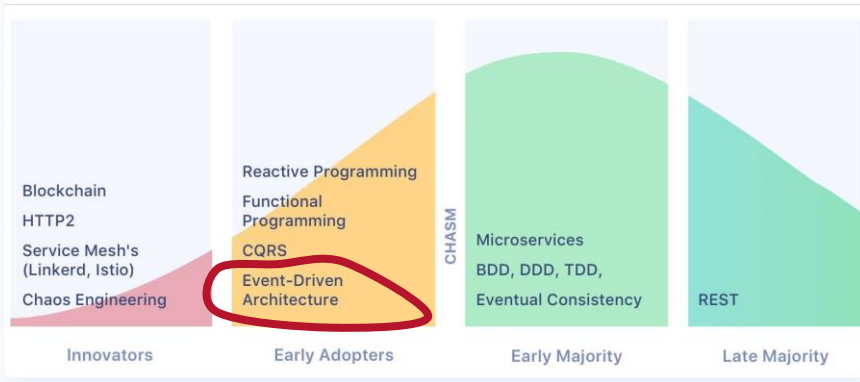 Blockchain
HTTP2
Service Mesh's
(Linkerd, Istio)
Chaos Engineering
Innovators
Reactive Programming
Functional
Programming
CQRS
Event-Driven
Architecture
Early Adopters
CHASM
Microservices
BDD, DDD, TDD,
Eventual Consistency
Early Majority
REST
Late Majority